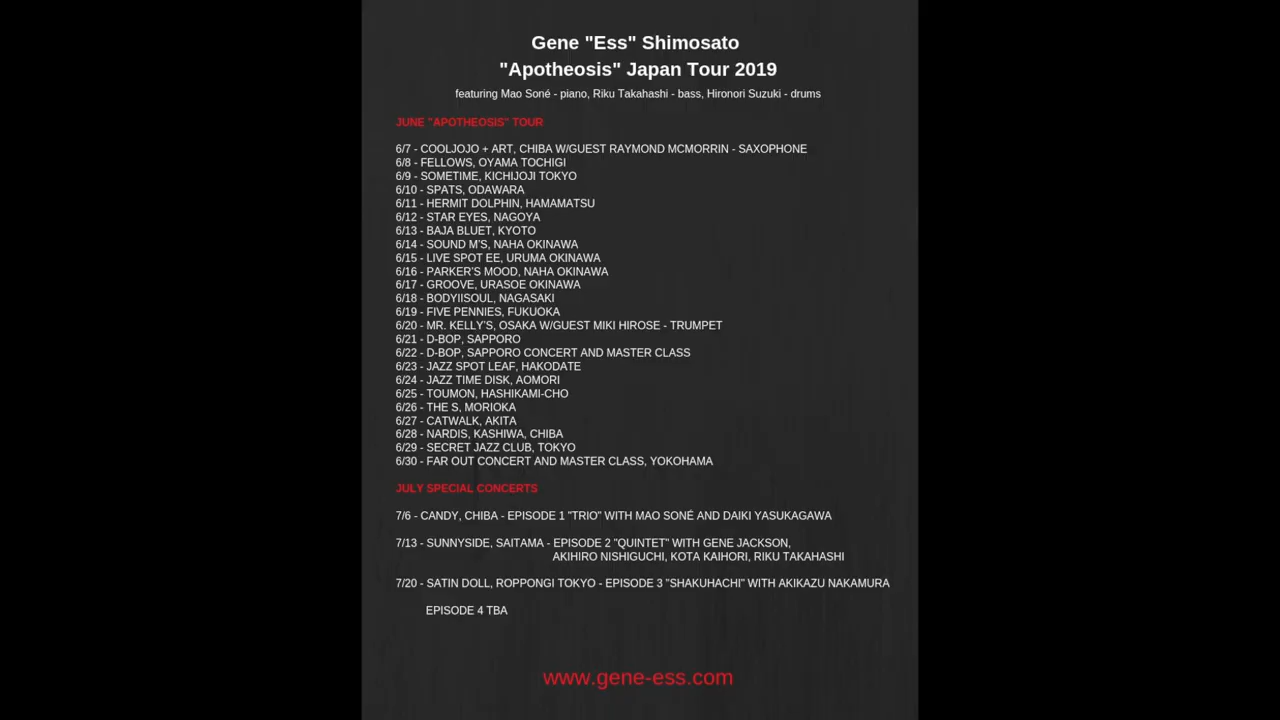 Gene "Ess" Shimosato
"Apotheosis" Japan Tour 2019
featuring Mao Soné - piano, Riku Takahashi - bass, Hironori Suzuki - drums
JUNE "APOTHEOSIS" TOUR
6/7 - COOLJOJO + ART, CHIBA W/GUEST RAYMOND MCMORRIN - SAXOPHONE
6/8 - FELLOWS, OYAMA TOCHIGI
6/9 - SOMETIME, KICHIJOJI TOKYO
6/10 - SPATS, ODAWARA
6/11 - HERMIT DOLPHIN, HAMAMATSU
6/12 - STAR EYES, NAGOYA
6/13 - BAJA BLUET, KYOTO
6/14 - SOUND M'S, NAHA OKINAWA
6/15 - LIVE SPOT EE, URUMA OKINAWA
6/16 - PARKER'S MOOD, NAHA OKINAWA
6/17 - GROOVE, URASOE OKINAWA
6/18 - BODYIISOUL, NAGASAKI
6/19 - FIVE PENNIES, FUKUOKA
6/20 - MR. KELLY'S, OSAKA W/GUEST MIKI HIROSE - TRUMPET
6/21 - D-BOP, SAPPORO
6/22 - D-BOP, SAPPORO CONCERT AND MASTER CLASS
6/23 - JAZZ SPOT LEAF, HAKODATE
6/24 - JAZZ TIME DISK, AOMORI
6/25 - TOUMON, HASHIKAMI-CHO
6/26 - THE S, MORIOKA
6/27 - CATWALK, AKITA
6/28 - NARDIS, KASHIWA, CHIBA
6/29 - SECRET JAZZ CLUB, TOKYO
6/30 - FAR OUT CONCERT AND MASTER CLASS, YOKOHAMA
JULY SPECIAL CONCERTS
7/6 - CANDY, CHIBA - EPISODE 1 "TRIO" WITH MAO SONÉ AND DAIKI YASUKAGAWA
7/13 - SUNNYSIDE, SAITAMA - EPISODE 2 "QUINTET" WITH GENE JACKSON,
AKIHIRO NISHIGUCHI, KOTA KAIHORI, RIKU TAKAHASHI
7/20 - SATIN DOLL, ROPPONGI TOKYO - EPISODE 3 "SHAKUHACHI" WITH AKIKAZU NAKAMURA
EPISODE 4 TBA
www.gene-ess.com